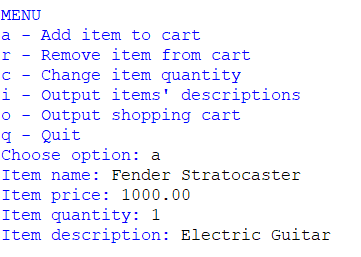 MENU
a - Add item to cart
r - Remove item from cart
c - Change item quantity
i - Output items' descriptions
o - Output shopping cart
q - Quit
Choose option: a
Item name: Fender Stratocaster
Item price: 1000.00
Item quantity: 1
Item description: Electric Guitar